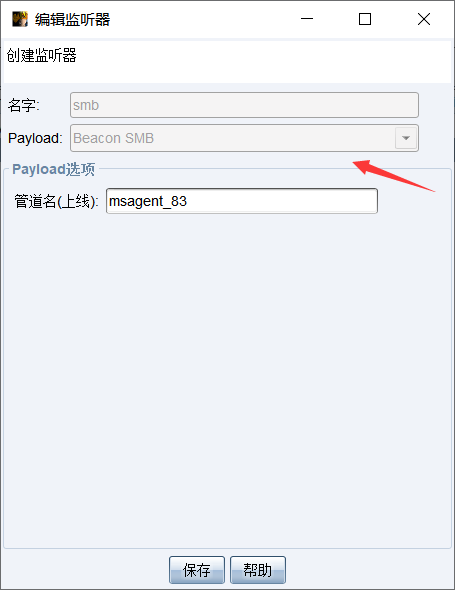 编辑监听器
创建监听器
名字: smb
Payload: Beacon SMB
Payload选项
管道名(上线): msagent_83
保存 帮助